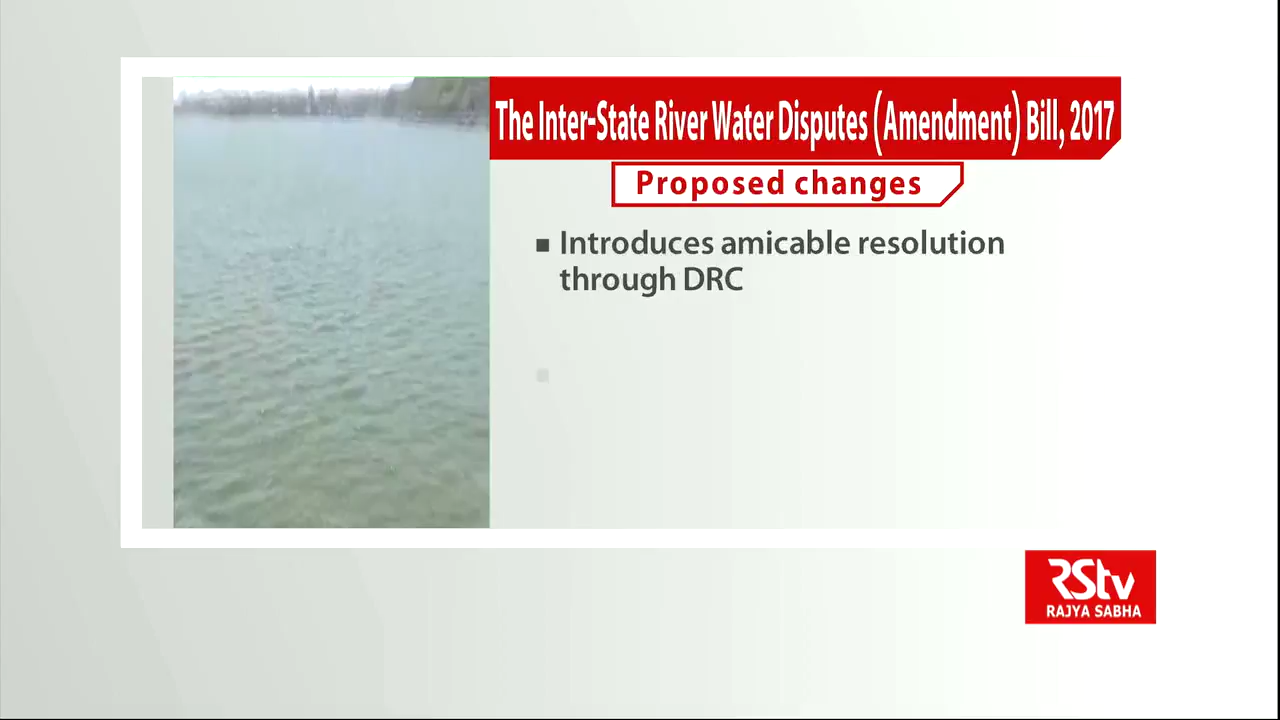 The Inter-State River Water Disputes (Amendment) Bill, 2017
Proposed changes
▪ Introduces amicable resolution
through DRC
RStv
RAJYA SABHA